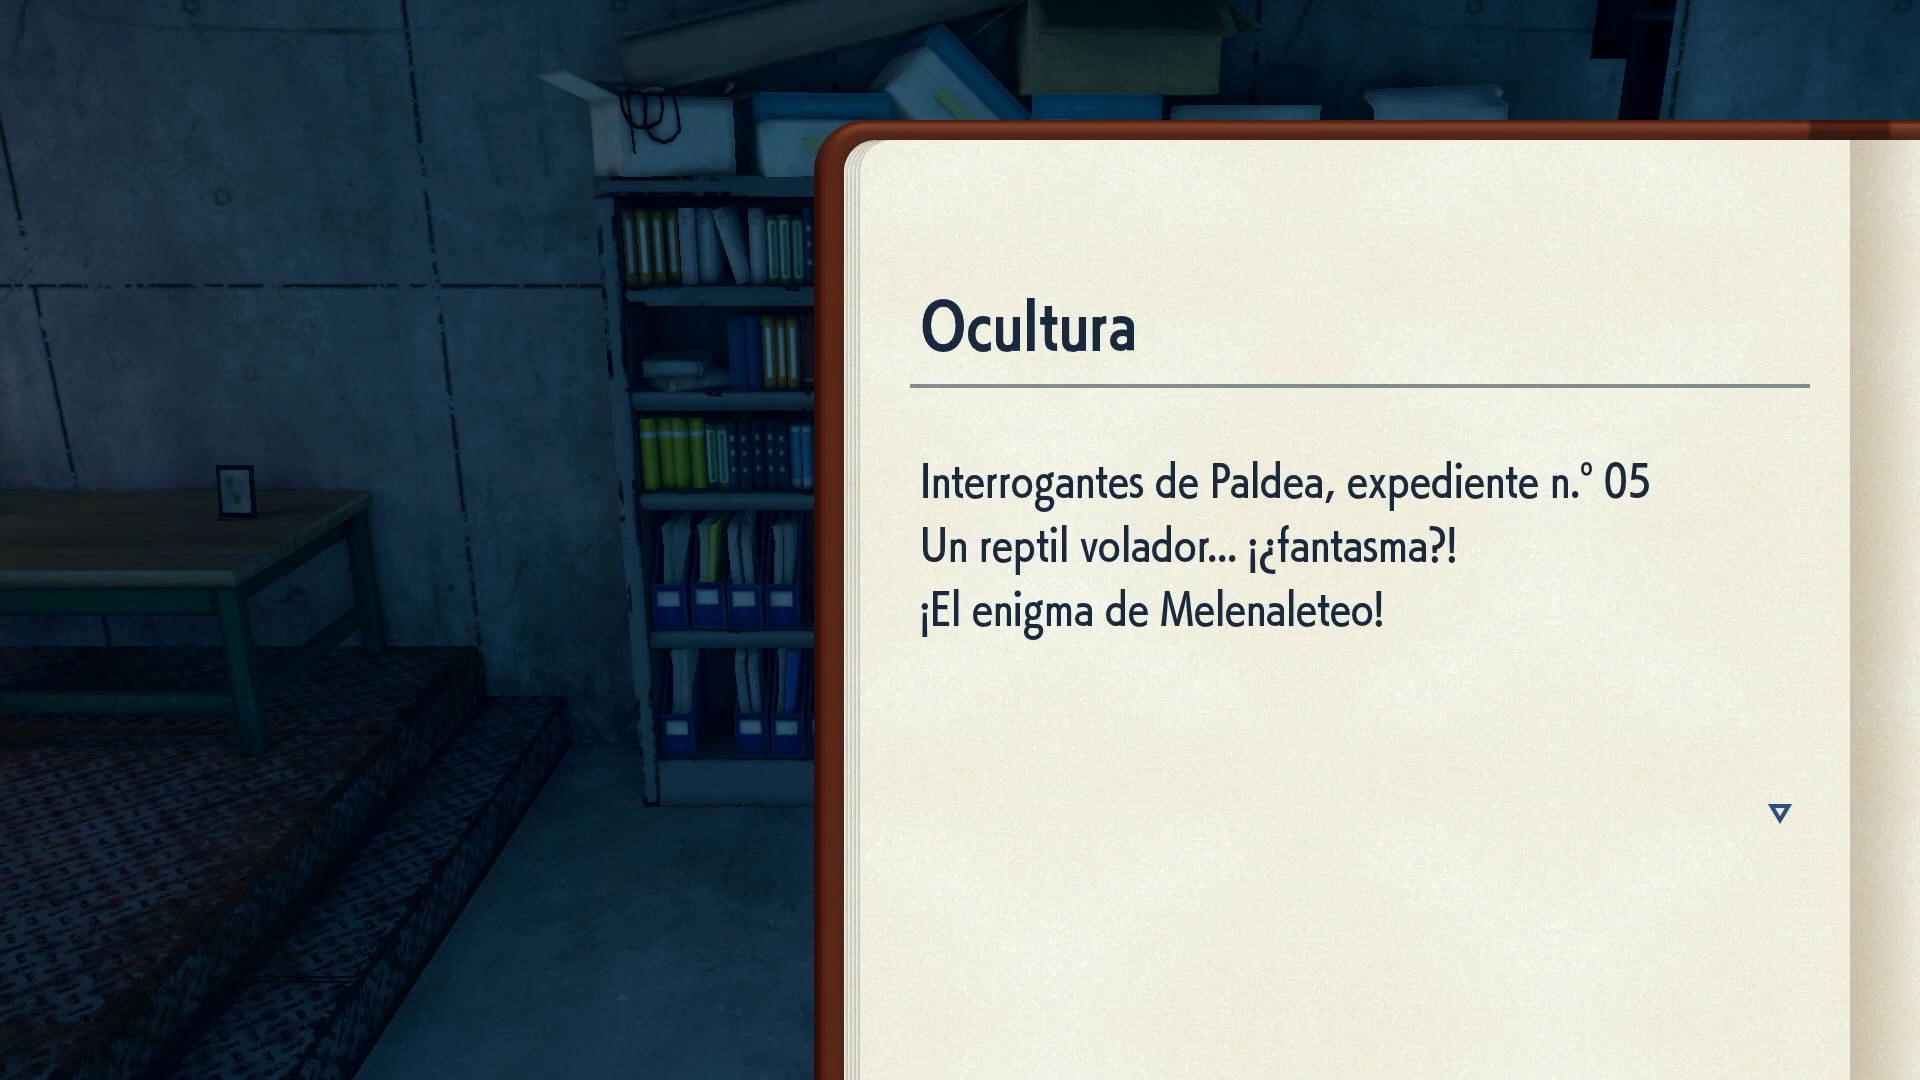 Ocultura
Interrogantes de Paldea, expediente n.° 05
Un reptil volador... ¡¿fantasma?!
¡El enigma de Melenaleteo!